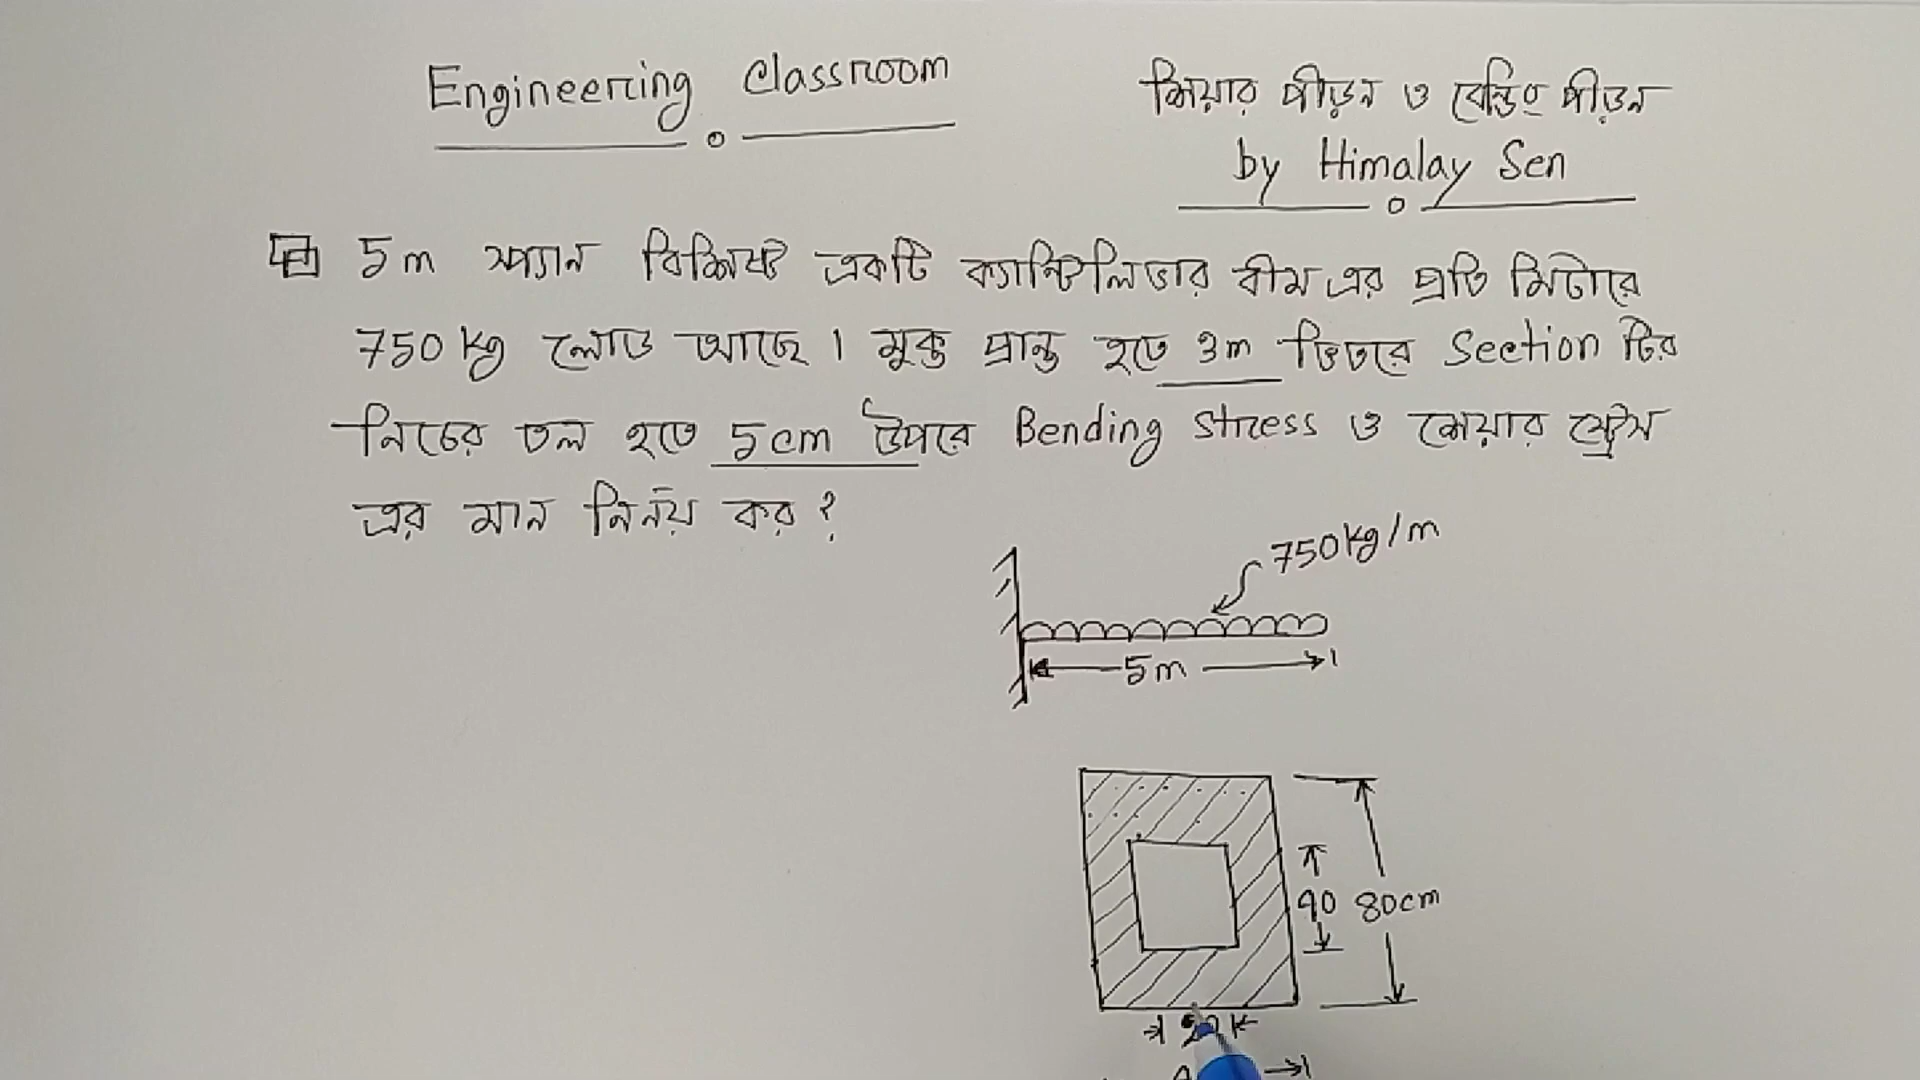 Engineering Classroom
শিয়ার পীড়ন ও বেন্ডিং পীড়ন
by Himalay Sen
5m স্প্যান বিশিষ্ট একটি ক্যান্টিলিভার বীম এর প্রতি মিটারে
750 kg লোড আছে। মুক্ত প্রান্ত হতে 3m ভিতরে Section টির
নিচের তল হতে 5cm উপরে Bending stress ও শেয়ার স্ট্রেস
এর মান নির্নয় কর?
750kg/m
5m
40
80cm